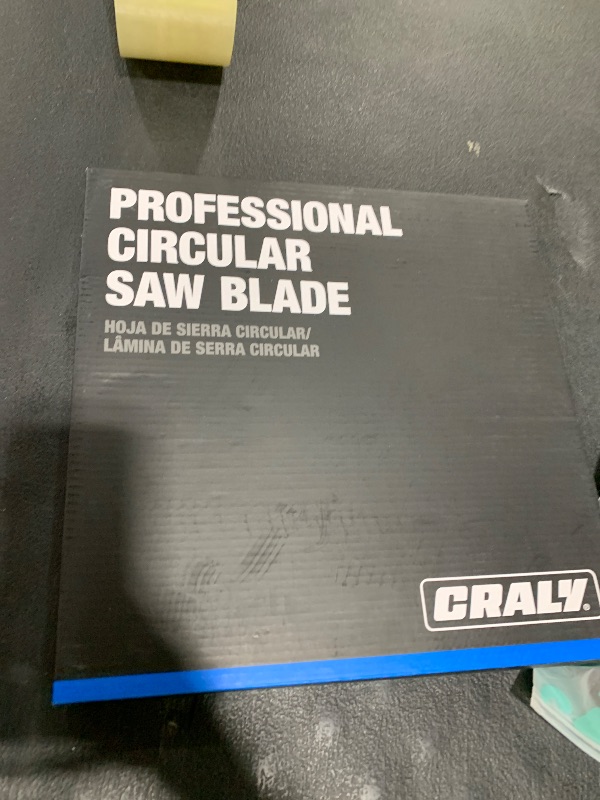 PROFESSIONAL
CIRCULAR
SAW BLADE
HOJA DE SIERRA CIRCULAR/
LÂMINA DE SERRA CIRCULAR
CRALY®